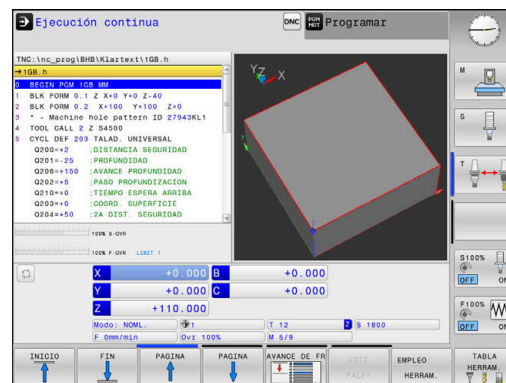 Ejecución continua
DNC
PGM
MGT
Programar
TNC:\nc_prog\BHB\Klartext\1GB.h
→1GB.h
0 BEGIN PGM 1GB MM
1 BLK FORM 0.1 Z X+0 Y+0 Z-40
2 BLK FORM 0.2 X+100 Y+100 Z+0
3 * - Machine hole pattern ID 27943KL1
4 TOOL CALL 2 Z S4500
5 CYCL DEF 203 TALAD. UNIVERSAL
Q200=+2 ;DISTANCIA SEGURIDAD
Q201=-25 ;PROFUNDIDAD
Q206=+150 ;AVANCE PROFUNDIDAD
Q202=+5 ;PASO PROFUNDIZACION
Q210=+0 ;TIEMPO ESPERA ARRIBA
Q203=+0 ;COORD. SUPERFICIE
Q204=+50 ;2A DIST. SEGURIDAD
Y Z X
100% S-OVR
100% F-OVR LIMIT 1
X +0.000 B +0.000
Y +0.000 C +0.000
Z +110.000
Modo: NOML. 1 T 12 Z S 1800
F 0mm/min Ovr 100% M 5/9
M
S
T
S100%
OFF ON
F100%
OFF ON
INICIO
FIN
PAGINA
PAGINA
AVANCE DE FR
EDIT
PALET
EMPLEO
HERRAM.
TABLA
HERRAM.